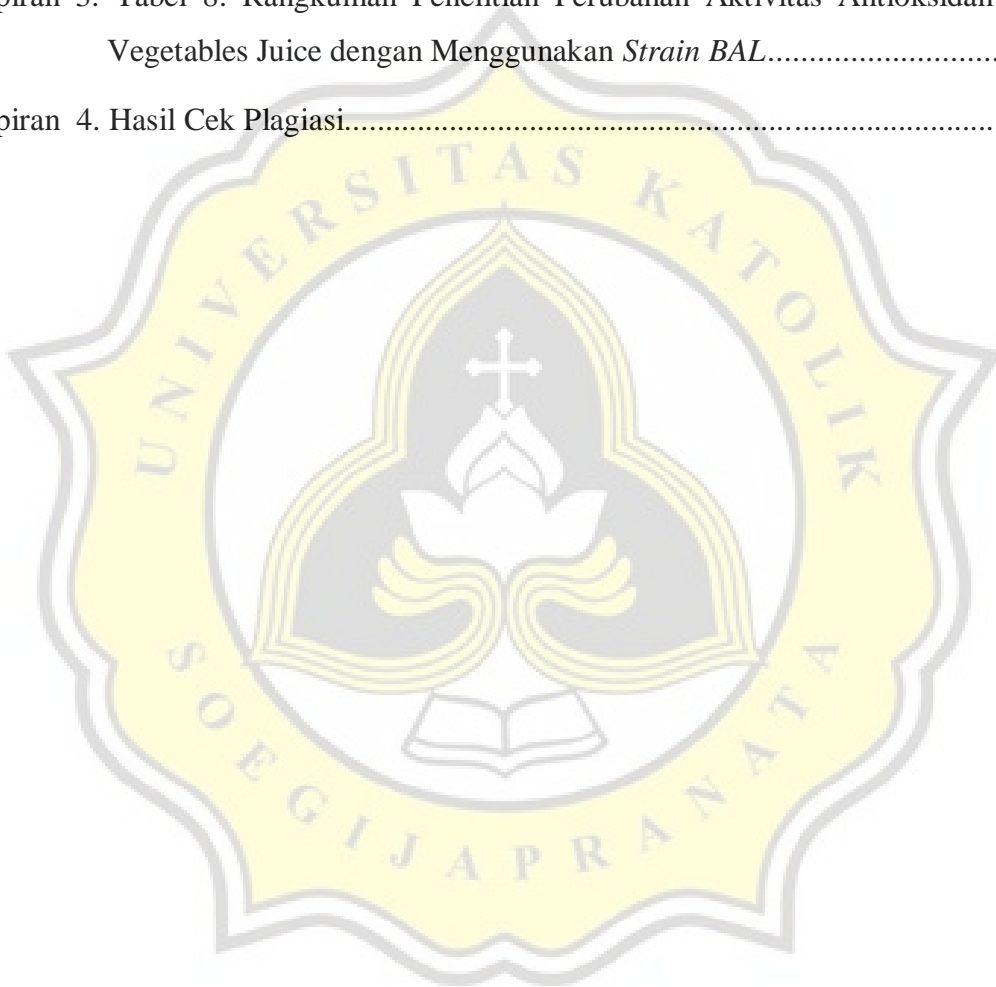 piran 3. Tabel 8. Rangkuman Penelitian Perubahan Aktivitas Antioksidan
Vegetables Juice dengan Menggunakan Strain BAL............................
piran 4. Hasil Cek Plagiasi................................................................................
UNIVERSITAS KATOLIK
SOEGIJAPRANATA